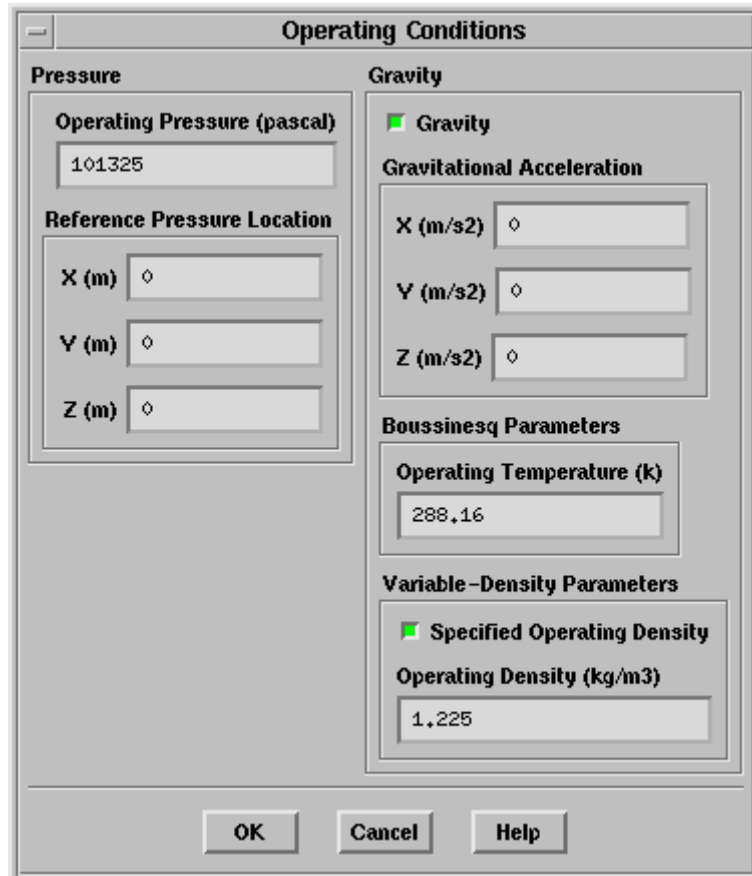 Operating Conditions
Pressure
Operating Pressure (pascal)
101325
Reference Pressure Location
X (m) 0
Y (m) 0
Z (m) 0
Gravity
Gravity
Gravitational Acceleration
X (m/s2) 0
Y (m/s2) 0
Z (m/s2) 0
Boussinesq Parameters
Operating Temperature (k)
288.16
Variable-Density Parameters
Specified Operating Density
Operating Density (kg/m3)
1.225
OK Cancel Help